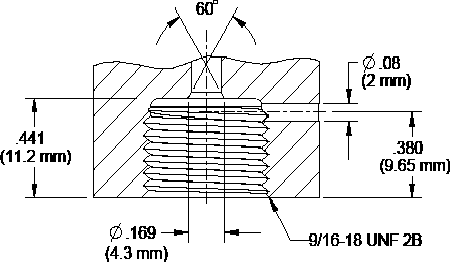 60°
Ø .08
(2 mm)
.441
(11.2 mm)
.380
(9.65 mm)
Ø .169
(4.3 mm)
9/16-18 UNF 2B